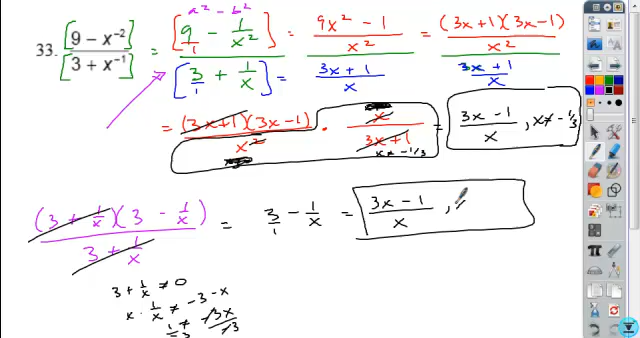 a² - b²
33. [9 - x⁻²] / [3 + x⁻¹] = [9/1 - 1/x²] / [3/1 + 1/x] = (9x² - 1)/x² / (3x + 1)/x = (3x+1)(3x-1)/x² / (3x+1)/x
= (3x+1)(3x-1)/x² · x/(3x+1) = (3x - 1)/x , x ≠ -1/3
x ≠ -1/3
(3 + 1/x)(3 - 1/x) / (3 + 1/x) = 3/1 - 1/x = (3x - 1)/x ,
3 + 1/x ≠ 0
x · 1/x ≠ -3 · x
1/-3 ≠ -3x/-3